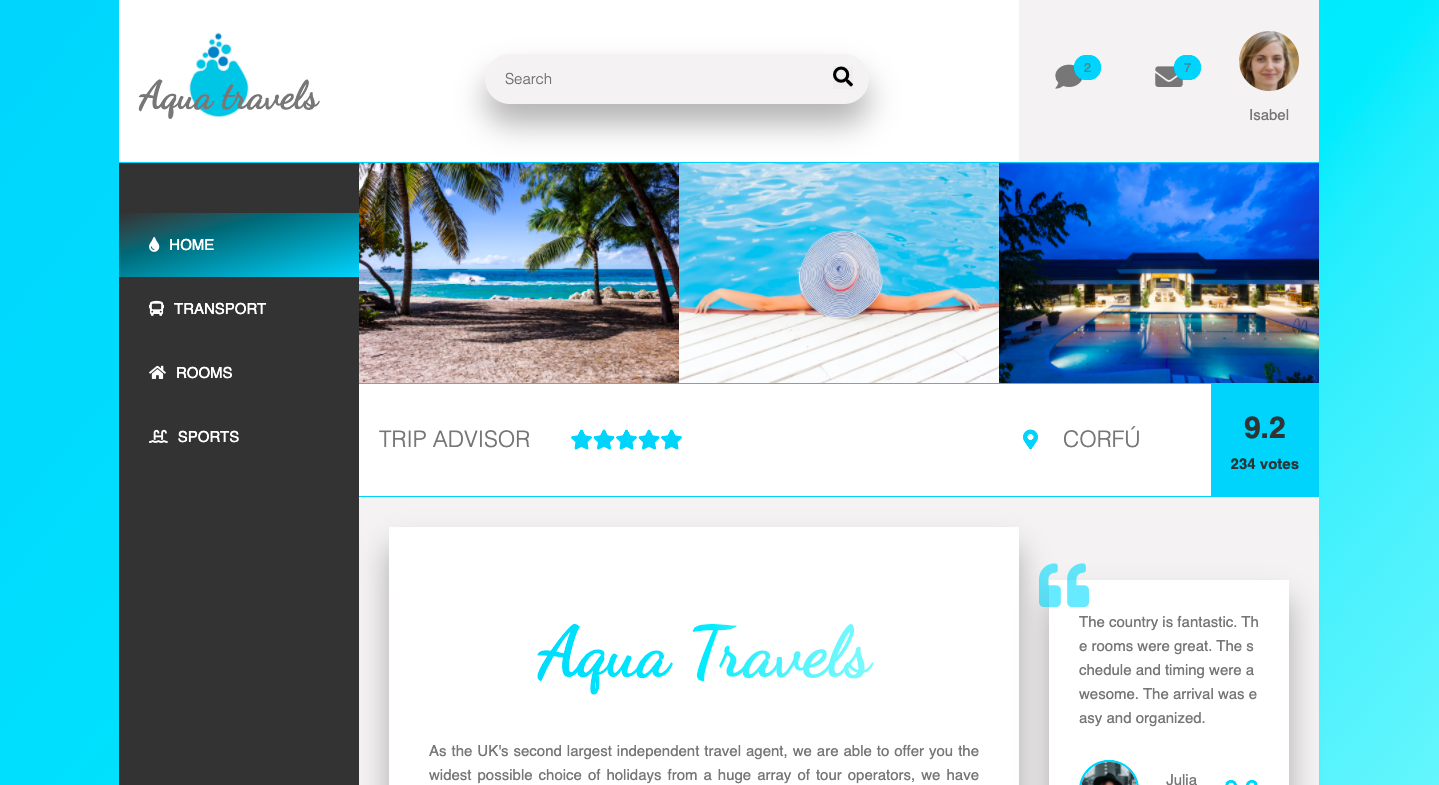 Aqua travels
Search
2
7
Isabel
HOME
TRANSPORT
ROOMS
SPORTS
TRIP ADVISOR
CORFÚ
9.2
234 votes
Aqua Travels
As the UK's second largest independent travel agent, we are able to offer you the
widest possible choice of holidays from a huge array of tour operators, we have
The country is fantastic. Th
e rooms were great. The s
chedule and timing were a
wesome. The arrival was e
asy and organized.
Julia